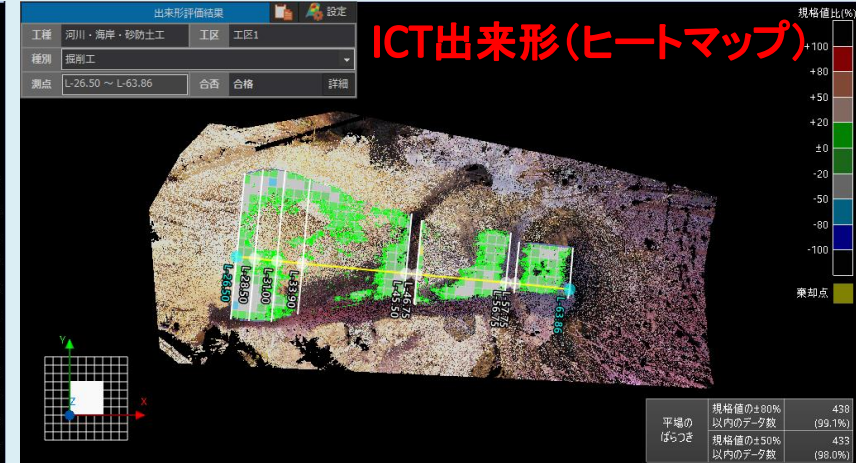 出来形評価結果
設定
工種 河川・海岸・砂防土工 工区 工区1
種別 掘削工
測点 L-26.50 ～ L-63.86 合否 合格 詳細
ICT出来形(ヒートマップ)
規格値比(%)
+100
+80
+50
+20
±0
-20
-50
-80
-100
棄却点
L-26.50
L-28.50
L-31.00
L-33.90
L-45.50
L-46.75
L-56.75
L-57.75
L-63.86
Y
Z
X
平場のばらつき
規格値の±80%以内のデータ数 438 (99.1%)
規格値の±50%以内のデータ数 433 (98.0%)